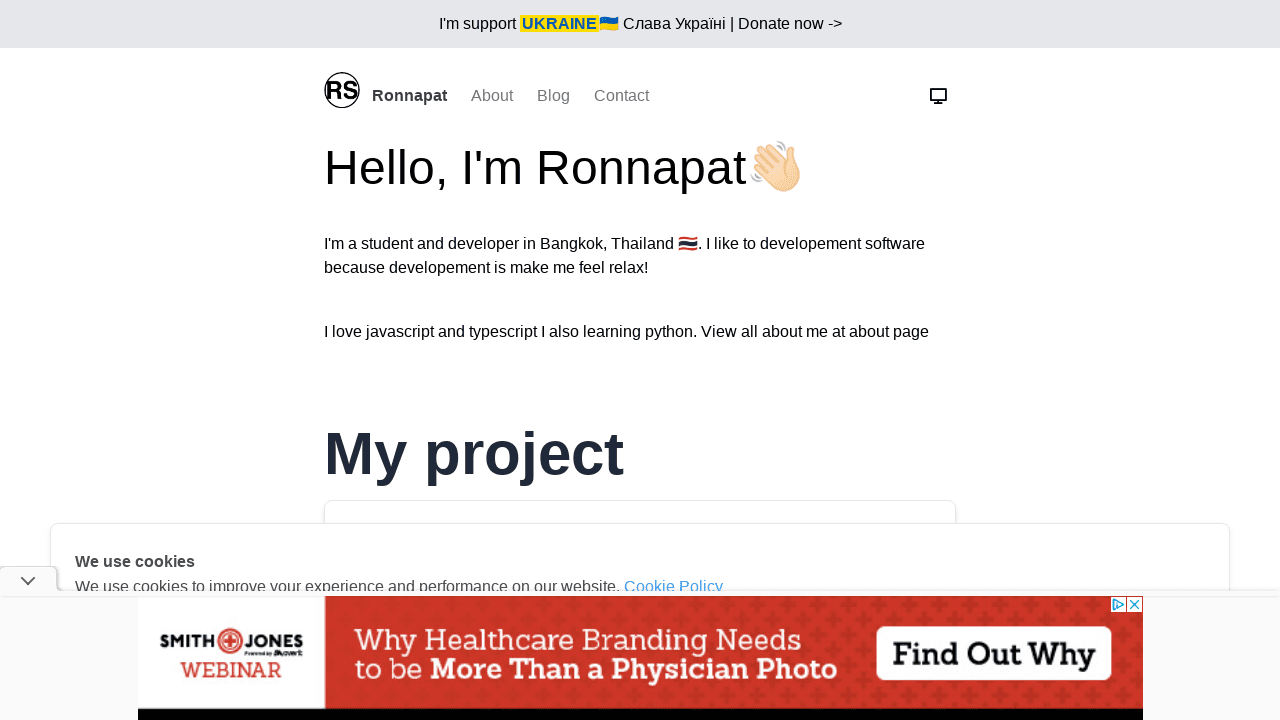 I'm support UKRAINE🇺🇦 Слава Україні | Donate now ->
RS Ronnapat About Blog Contact
Hello, I'm Ronnapat👋🏻
I'm a student and developer in Bangkok, Thailand 🇹🇭. I like to developement software
because developement is make me feel relax!
I love javascript and typescript I also learning python. View all about me at about page
My project
We use cookies
We use cookies to improve your experience and performance on our website. Cookie Policy
SMITH JONES
WEBINAR
Why Healthcare Branding Needs
to be More Than a Physician Photo
Find Out Why